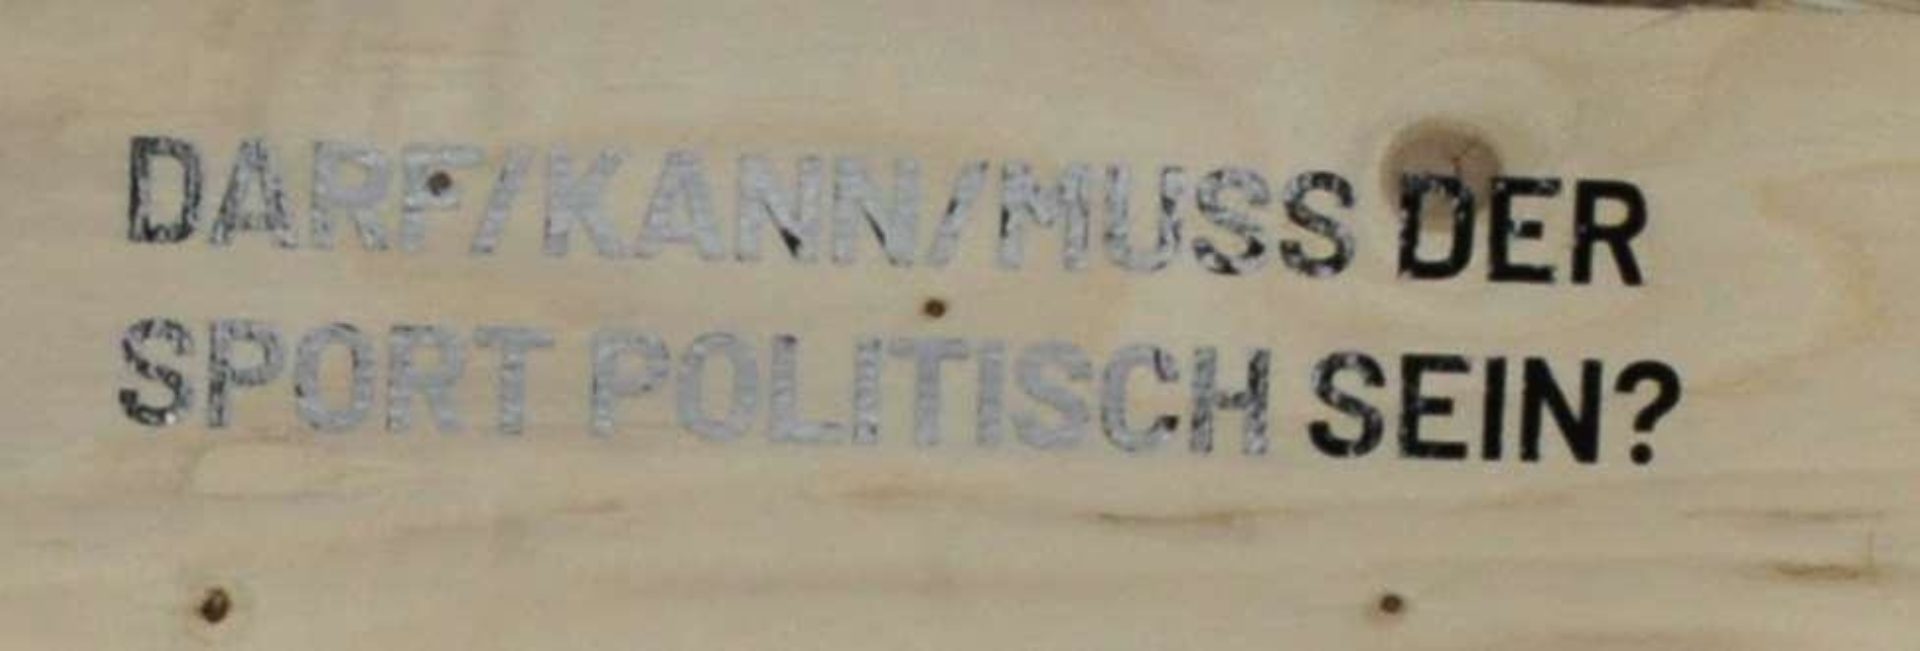 DARF/KANN/MUSS DER
SPORT POLITISCH SEIN?